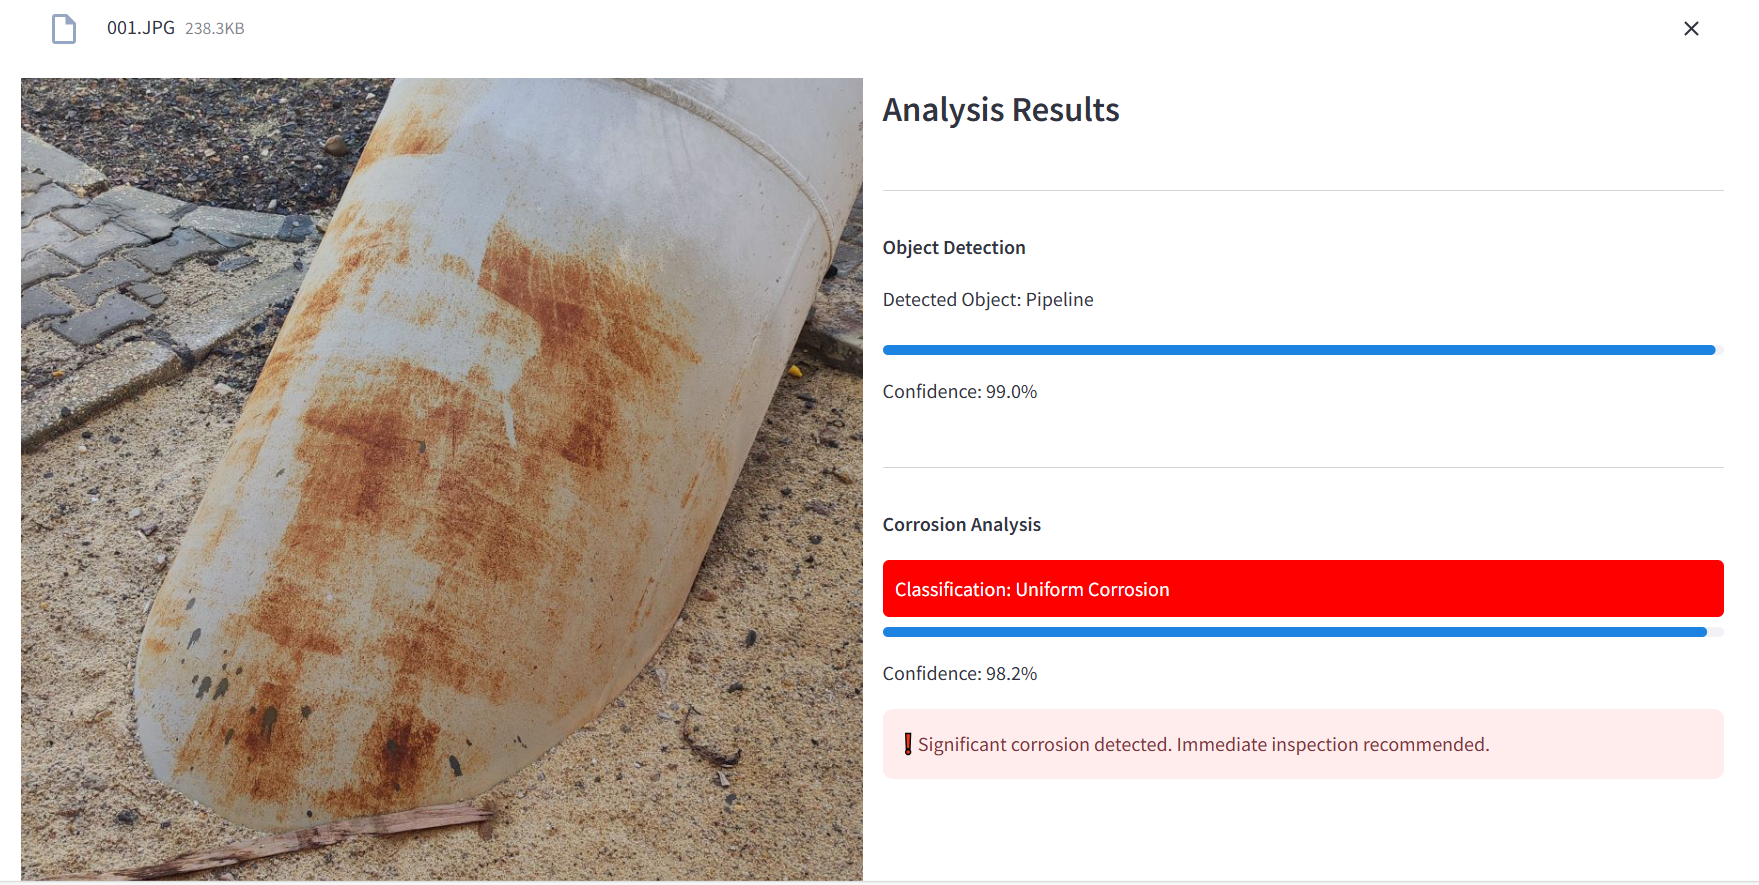 001.JPG 238.3KB
Analysis Results
Object Detection
Detected Object: Pipeline
Confidence: 99.0%
Corrosion Analysis
Classification: Uniform Corrosion
Confidence: 98.2%
❗Significant corrosion detected. Immediate inspection recommended.